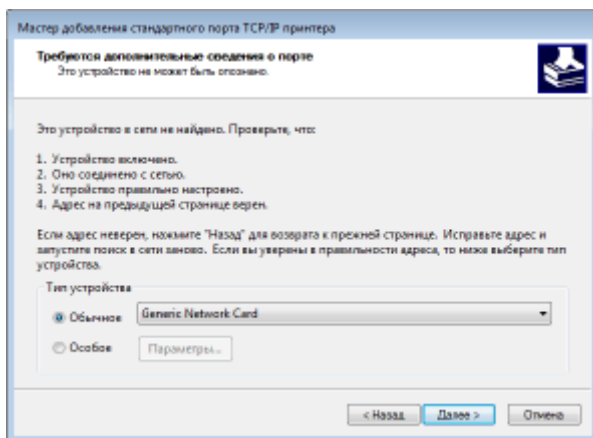 Мастер добавления стандартного порта TCP/IP принтера
Требуются дополнительные сведения о порте
Это устройство не может быть опознано.
Это устройство в сети не найдено. Проверьте, что:
1. Устройство включено.
2. Оно соединено с сетью.
3. Устройство правильно настроено.
4. Адрес на предыдущей странице верен.
Если адрес неверен, нажмите "Назад" для возврата к прежней странице. Исправьте адрес и
запустите поиск в сети заново. Если вы уверены в правильности адреса, то ниже выберите тип
устройства.
Тип устройства
Обычное
Generic Network Card
Особое
Параметры...
< Назад
Далее >
Отмена